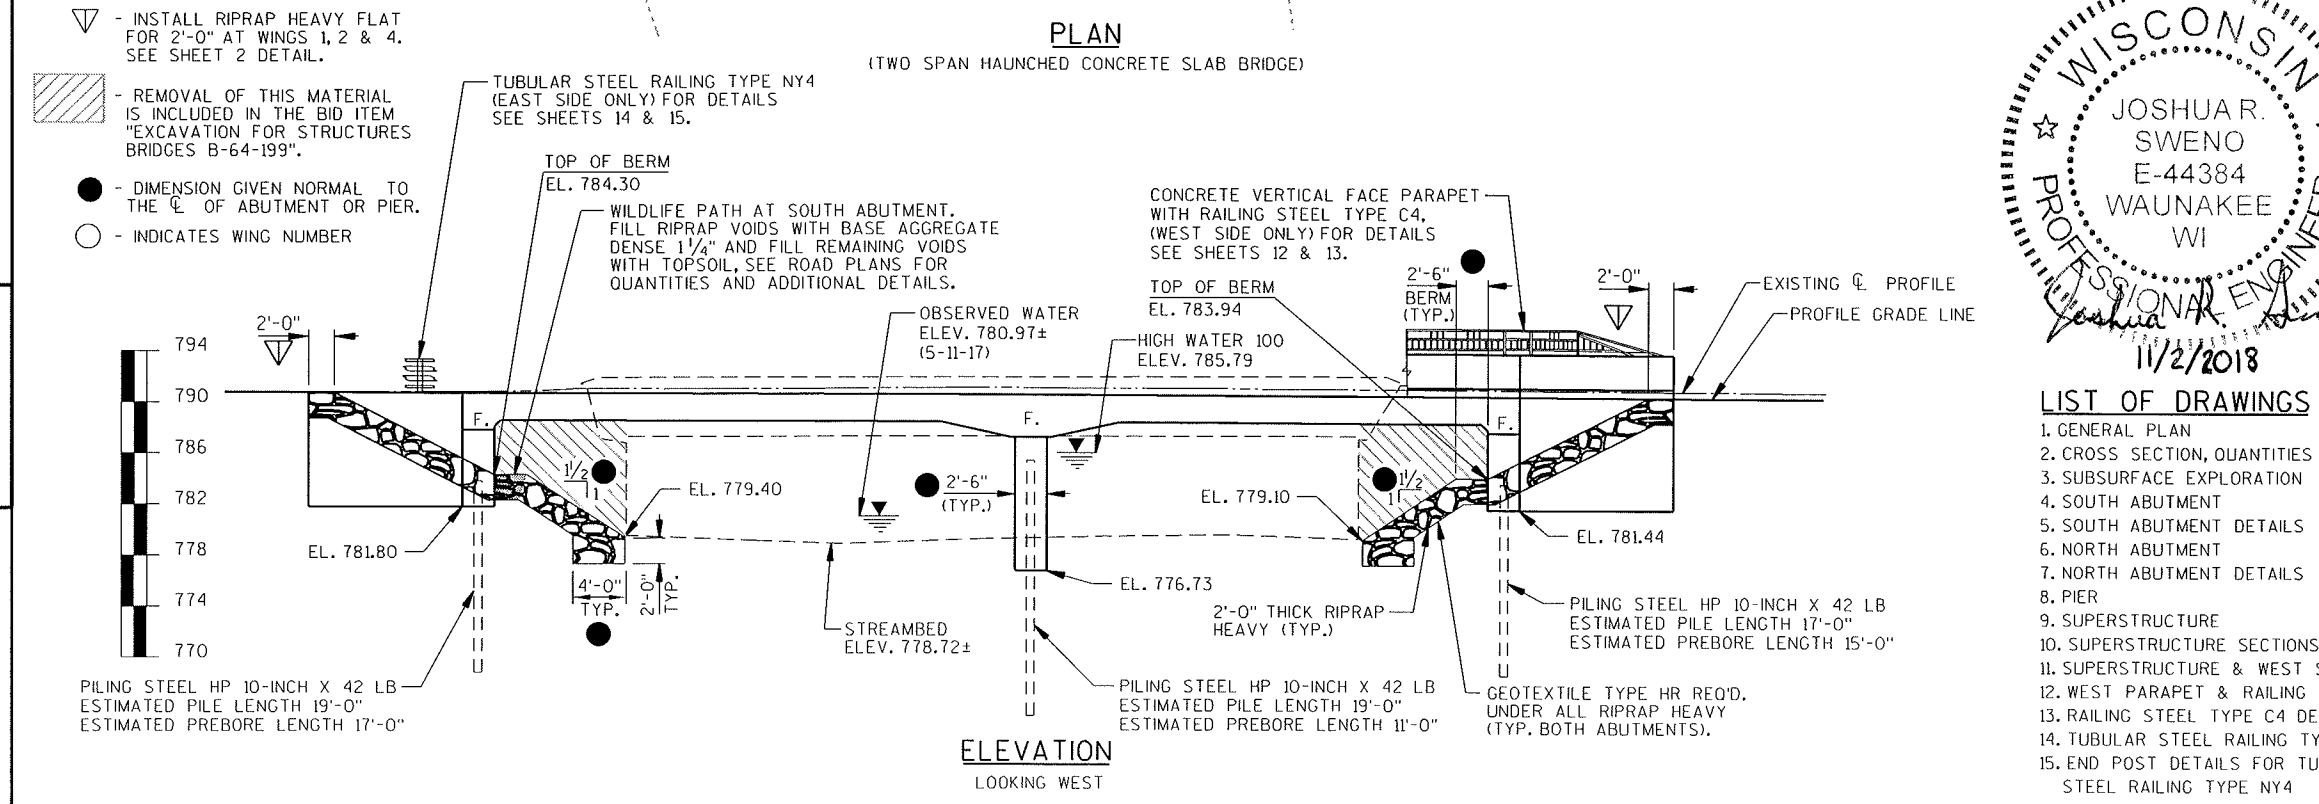 - INSTALL RIPRAP HEAVY FLAT
FOR 2'-0" AT WINGS 1, 2 & 4.
SEE SHEET 2 DETAIL.
- REMOVAL OF THIS MATERIAL
IS INCLUDED IN THE BID ITEM
"EXCAVATION FOR STRUCTURES
BRIDGES B-64-199".
- DIMENSION GIVEN NORMAL TO
THE ℄ OF ABUTMENT OR PIER.
- INDICATES WING NUMBER
PLAN
(TWO SPAN HAUNCHED CONCRETE SLAB BRIDGE)
TUBULAR STEEL RAILING TYPE NY4
(EAST SIDE ONLY) FOR DETAILS
SEE SHEETS 14 & 15.
TOP OF BERM
EL. 784.30
WILDLIFE PATH AT SOUTH ABUTMENT.
FILL RIPRAP VOIDS WITH BASE AGGREGATE
DENSE 1 1/4" AND FILL REMAINING VOIDS
WITH TOPSOIL, SEE ROAD PLANS FOR
QUANTITIES AND ADDITIONAL DETAILS.
OBSERVED WATER
ELEV. 780.97±
(5-11-17)
HIGH WATER 100
ELEV. 785.79
CONCRETE VERTICAL FACE PARAPET
WITH RAILING STEEL TYPE C4,
(WEST SIDE ONLY) FOR DETAILS
SEE SHEETS 12 & 13.
TOP OF BERM
EL. 783.94
2'-6"
BERM
(TYP.)
2'-0"
EXISTING ℄ PROFILE
PROFILE GRADE LINE
2'-0"
794
790
786
782
778
774
770
F.
F.
F.
1 1/2
1
EL. 779.40
2'-6"
(TYP.)
EL. 779.10
1 1/2
1
EL. 781.80
EL. 781.44
4'-0"
TYP.
2'-0"
TYP.
STREAMBED
ELEV. 778.72±
EL. 776.73
2'-0" THICK RIPRAP
HEAVY (TYP.)
PILING STEEL HP 10-INCH X 42 LB
ESTIMATED PILE LENGTH 17'-0"
ESTIMATED PREBORE LENGTH 15'-0"
PILING STEEL HP 10-INCH X 42 LB
ESTIMATED PILE LENGTH 19'-0"
ESTIMATED PREBORE LENGTH 17'-0"
PILING STEEL HP 10-INCH X 42 LB
ESTIMATED PILE LENGTH 19'-0"
ESTIMATED PREBORE LENGTH 11'-0"
GEOTEXTILE TYPE HR REQ'D.
UNDER ALL RIPRAP HEAVY
(TYP. BOTH ABUTMENTS).
ELEVATION
LOOKING WEST
WISCONSIN
JOSHUA R.
SWENO
E-44384
WAUNAKEE
WI
PROFESSIONAL ENGINEER
Joshua R.
11/2/2018
LIST OF DRAWINGS
1. GENERAL PLAN
2. CROSS SECTION, QUANTITIES
3. SUBSURFACE EXPLORATION
4. SOUTH ABUTMENT
5. SOUTH ABUTMENT DETAILS
6. NORTH ABUTMENT
7. NORTH ABUTMENT DETAILS
8. PIER
9. SUPERSTRUCTURE
10. SUPERSTRUCTURE SECTIONS
11. SUPERSTRUCTURE & WEST S
12. WEST PARAPET & RAILING
13. RAILING STEEL TYPE C4 DE
14. TUBULAR STEEL RAILING TY
15. END POST DETAILS FOR TU
STEEL RAILING TYPE NY4